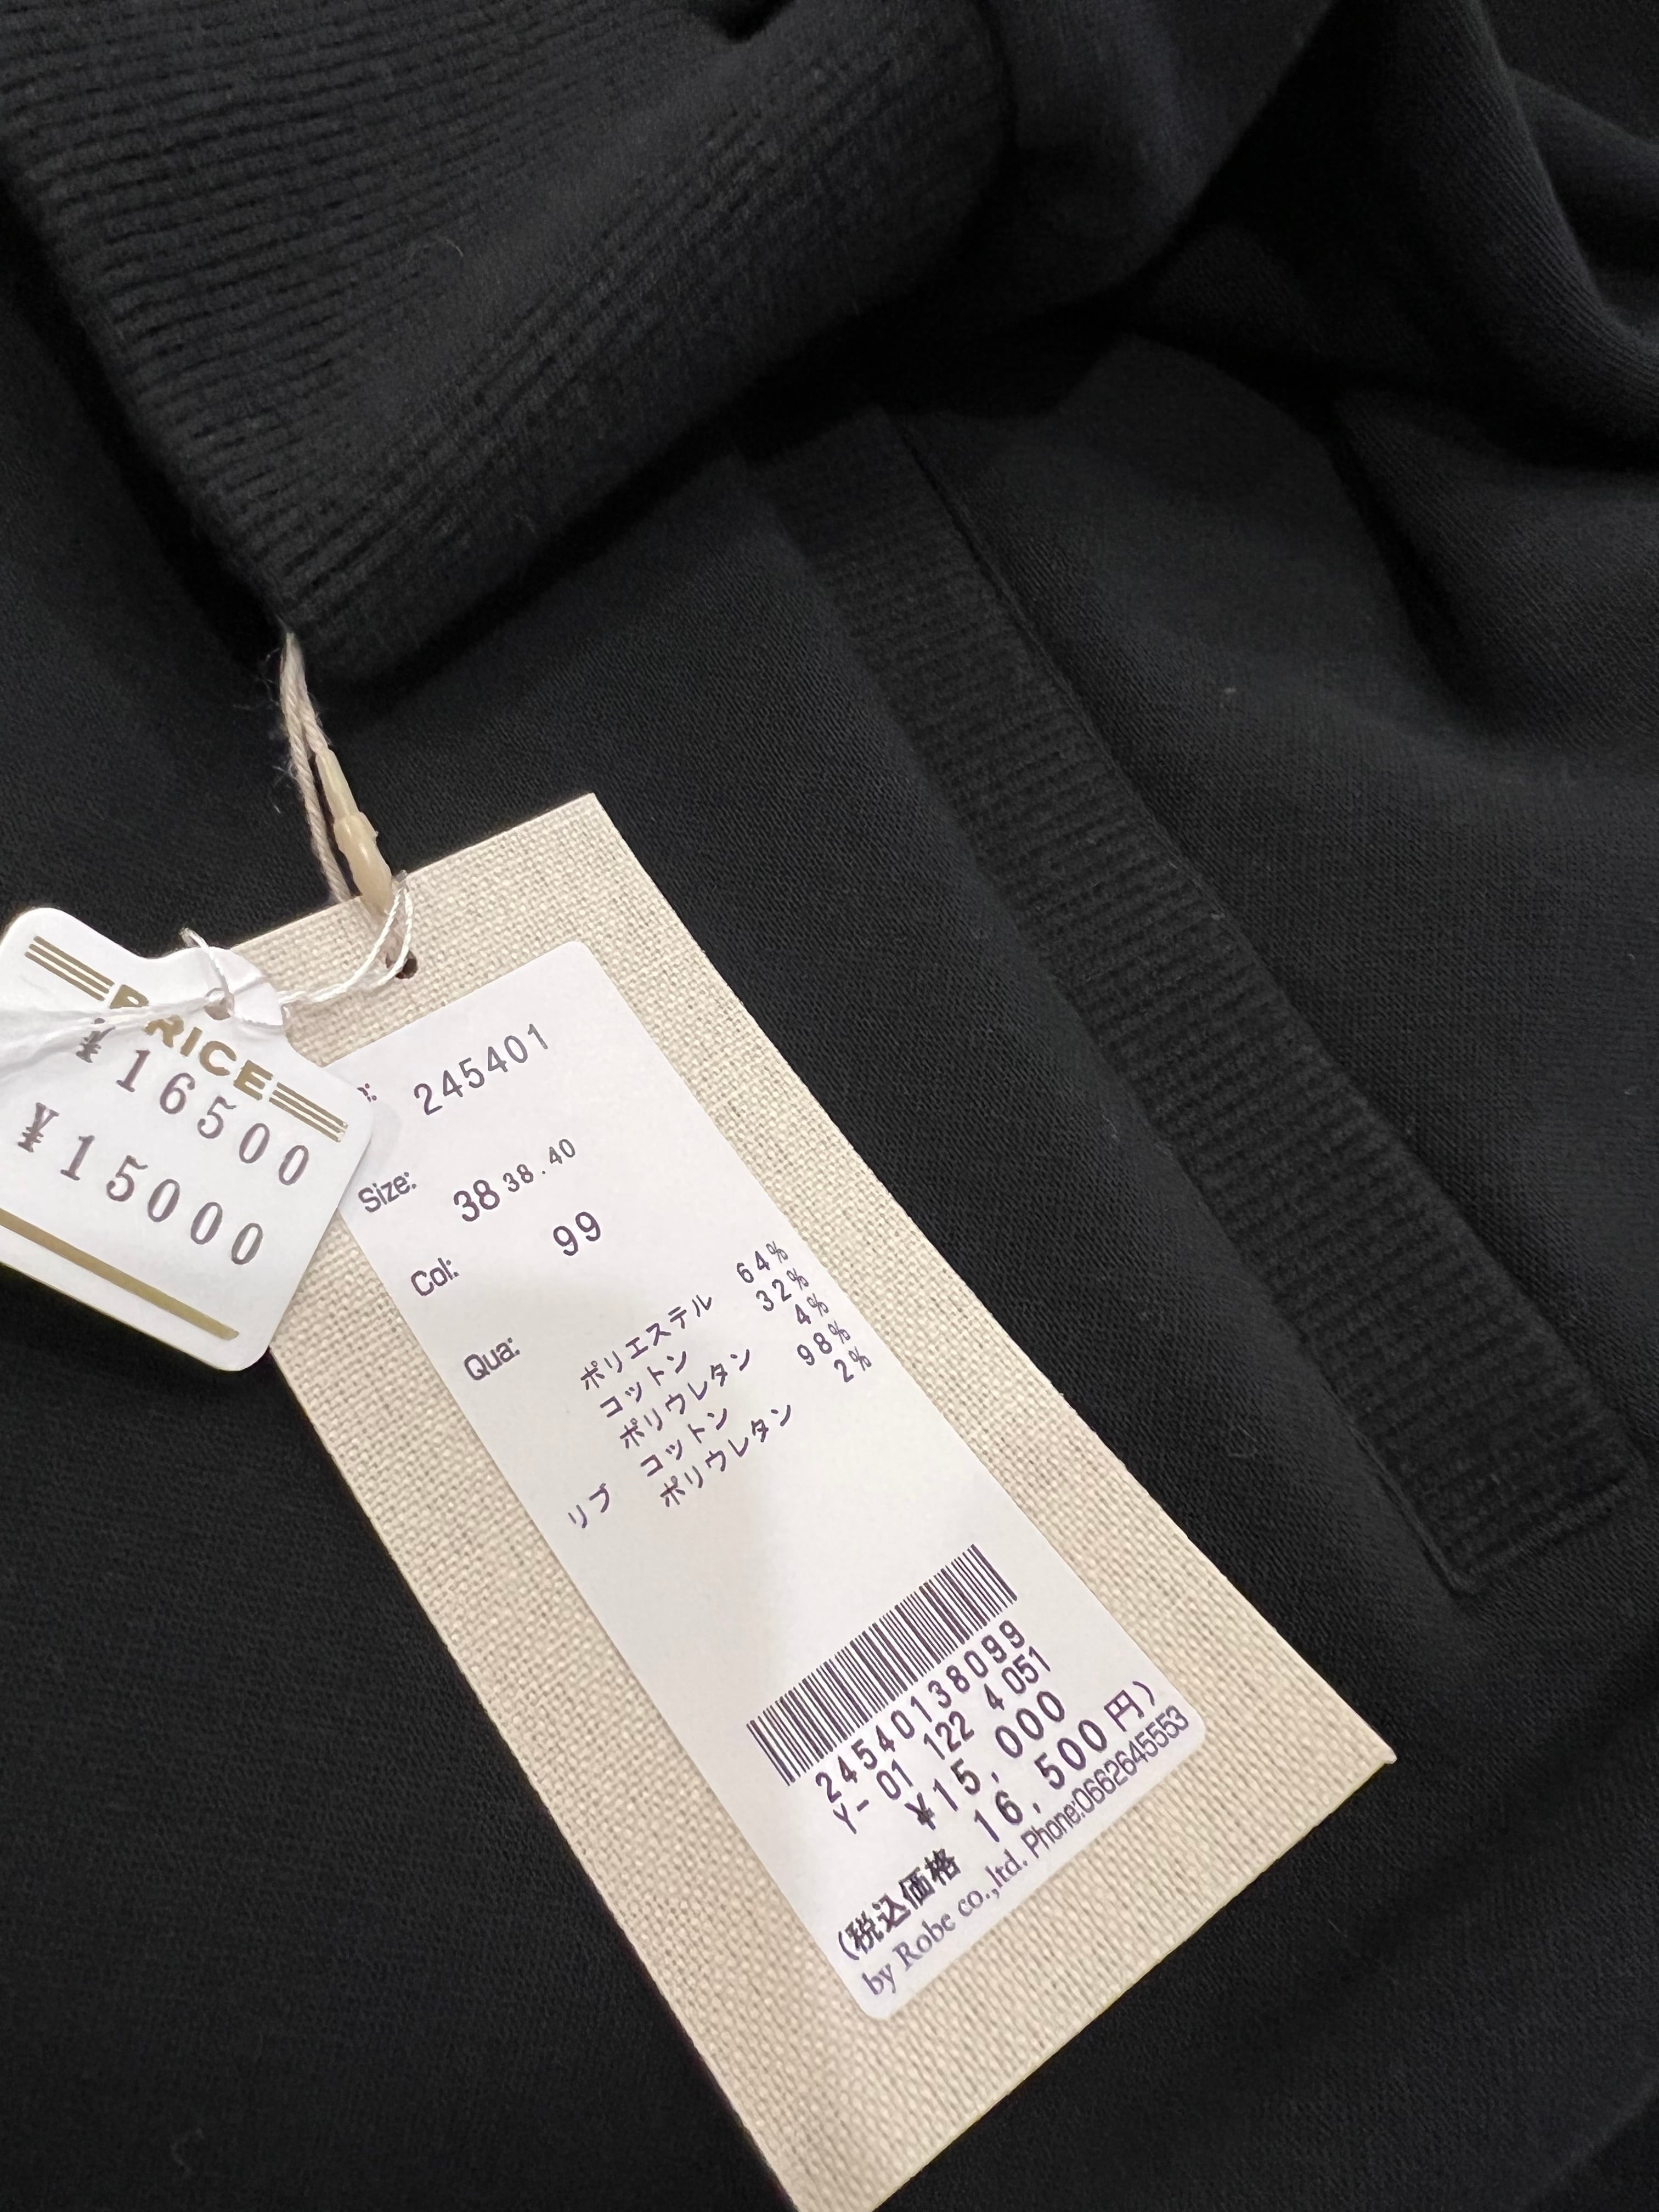 PRICE
¥16500
¥15000
245401
Size: 38 38.40
Col: 99
Qua:
ポリエステル 64%
コットン 32%
ポリウレタン 4%
リブ コットン 98%
ポリウレタン 2%
24540138099
Y-01 122 4051
¥15,000
(税込価格 16,500円)
by Robe co.,ltd. Phone:0662645553